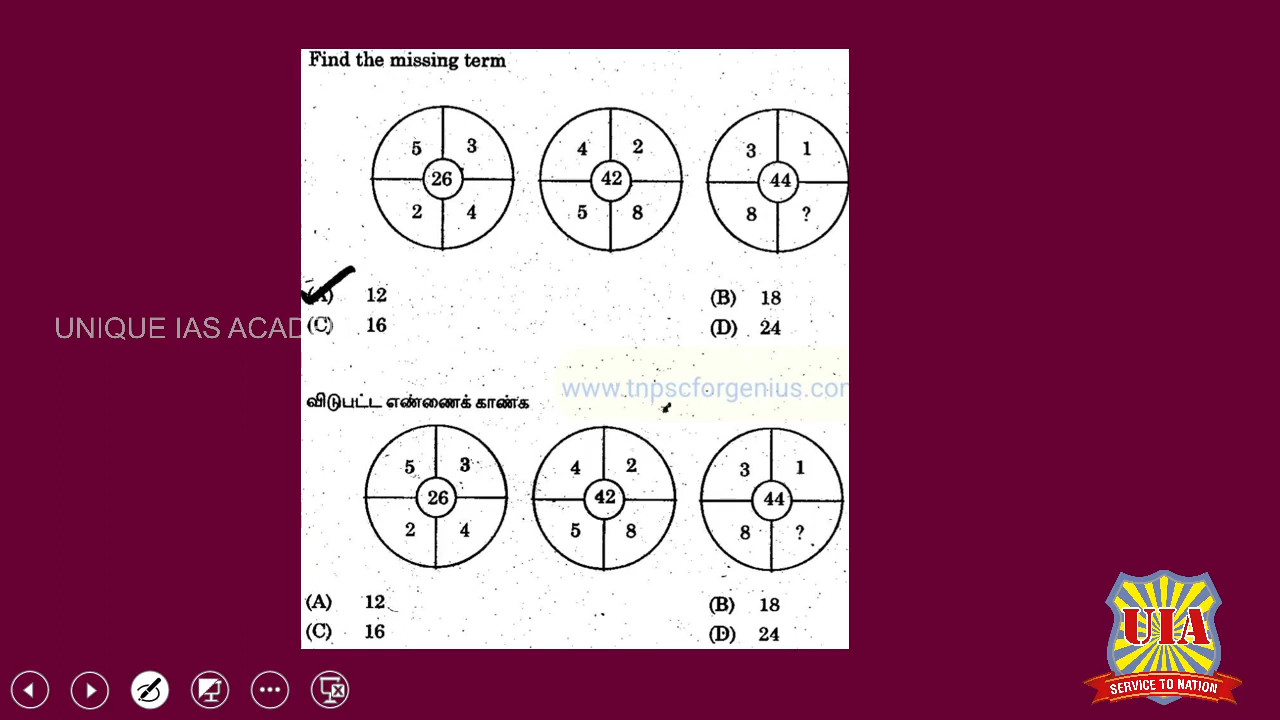 Find the missing term
5 3 4 2 3 1
26 42 44
2 4 5 8 8 ?
(A) 12 (B) 18
UNIQUE IAS ACAD
(C) 16 (D) 24
www.tnpscforgenius.com
விடுபட்ட எண்ணைக் காண்க
5 3 4 2 3 1
26 42 44
2 4 5 8 8 ?
(A) 12 (B) 18
(C) 16 (D) 24
UIA
SERVICE TO NATION